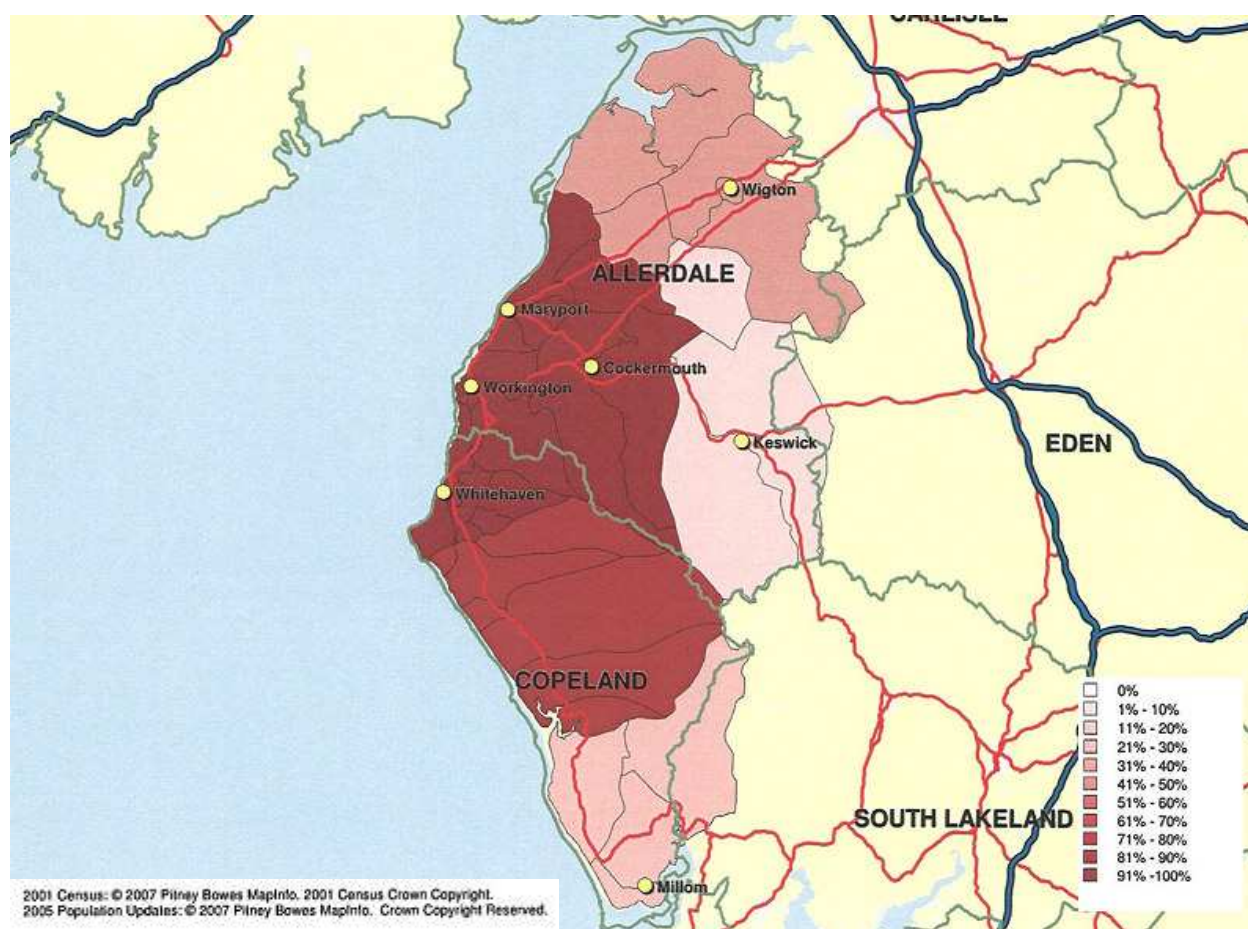 CARLISLE
Wigton
ALLERDALE
Maryport
Cockermouth
Workington
Keswick
EDEN
Whitehaven
COPELAND
0%
1% - 10%
11% - 20%
21% - 30%
31% - 40%
41% - 50%
51% - 60%
61% - 70%
71% - 80%
81% - 90%
91% -100%
SOUTH LAKELAND
Millom
2001 Census: © 2007 Pitney Bowes MapInfo. 2001 Census Crown Copyright.
2005 Population Updates: © 2007 Pitney Bowes MapInfo. Crown Copyright Reserved.